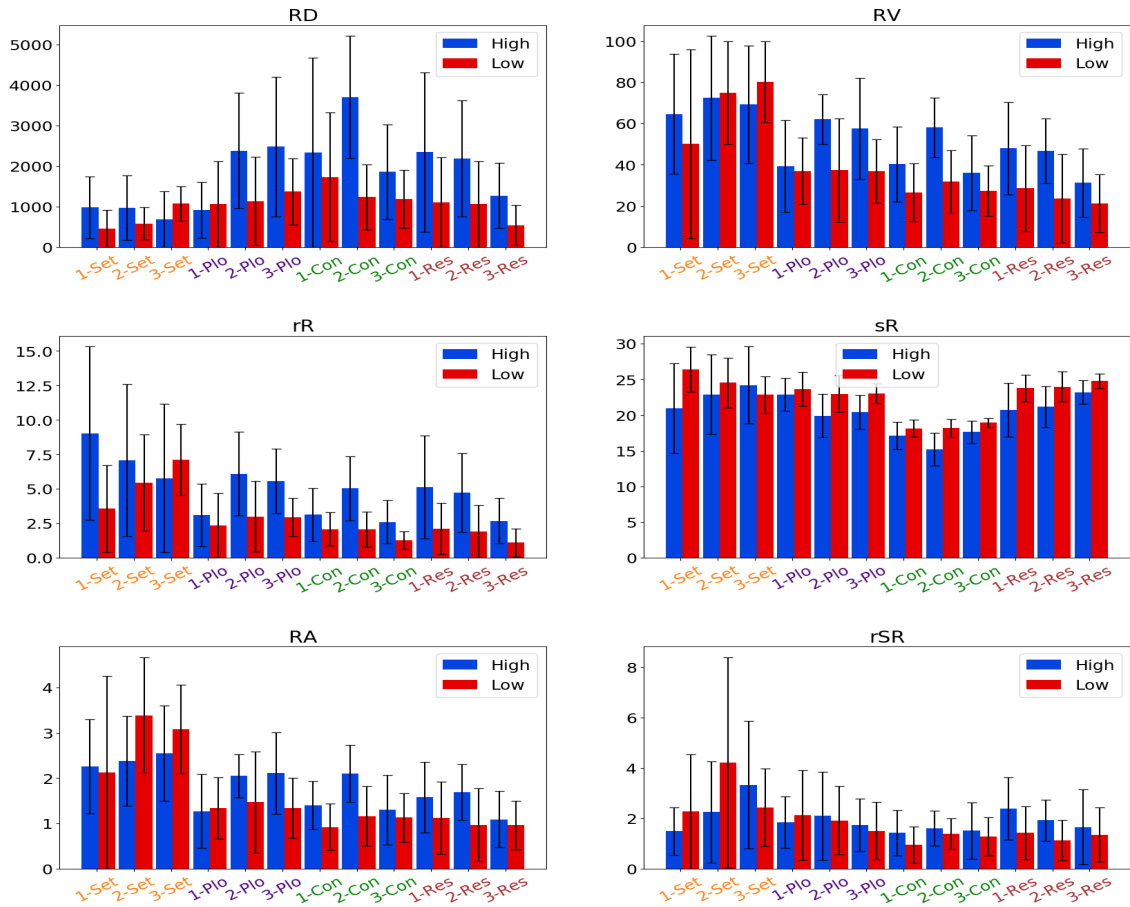 RD
5000
4000
3000
2000
1000
0
High
Low
1-Set 2-Set 3-Set 1-Plo 2-Plo 3-Plo 1-Con 2-Con 3-Con 1-Res 2-Res 3-Res
RV
100
80
60
40
20
0
High
Low
1-Set 2-Set 3-Set 1-Plo 2-Plo 3-Plo 1-Con 2-Con 3-Con 1-Res 2-Res 3-Res
rR
15.0
12.5
10.0
7.5
5.0
2.5
0.0
High
Low
1-Set 2-Set 3-Set 1-Plo 2-Plo 3-Plo 1-Con 2-Con 3-Con 1-Res 2-Res 3-Res
sR
30
25
20
15
10
5
0
High
Low
1-Set 2-Set 3-Set 1-Plo 2-Plo 3-Plo 1-Con 2-Con 3-Con 1-Res 2-Res 3-Res
RA
4
3
2
1
0
High
Low
1-Set 2-Set 3-Set 1-Plo 2-Plo 3-Plo 1-Con 2-Con 3-Con 1-Res 2-Res 3-Res
rSR
8
6
4
2
0
High
Low
1-Set 2-Set 3-Set 1-Plo 2-Plo 3-Plo 1-Con 2-Con 3-Con 1-Res 2-Res 3-Res